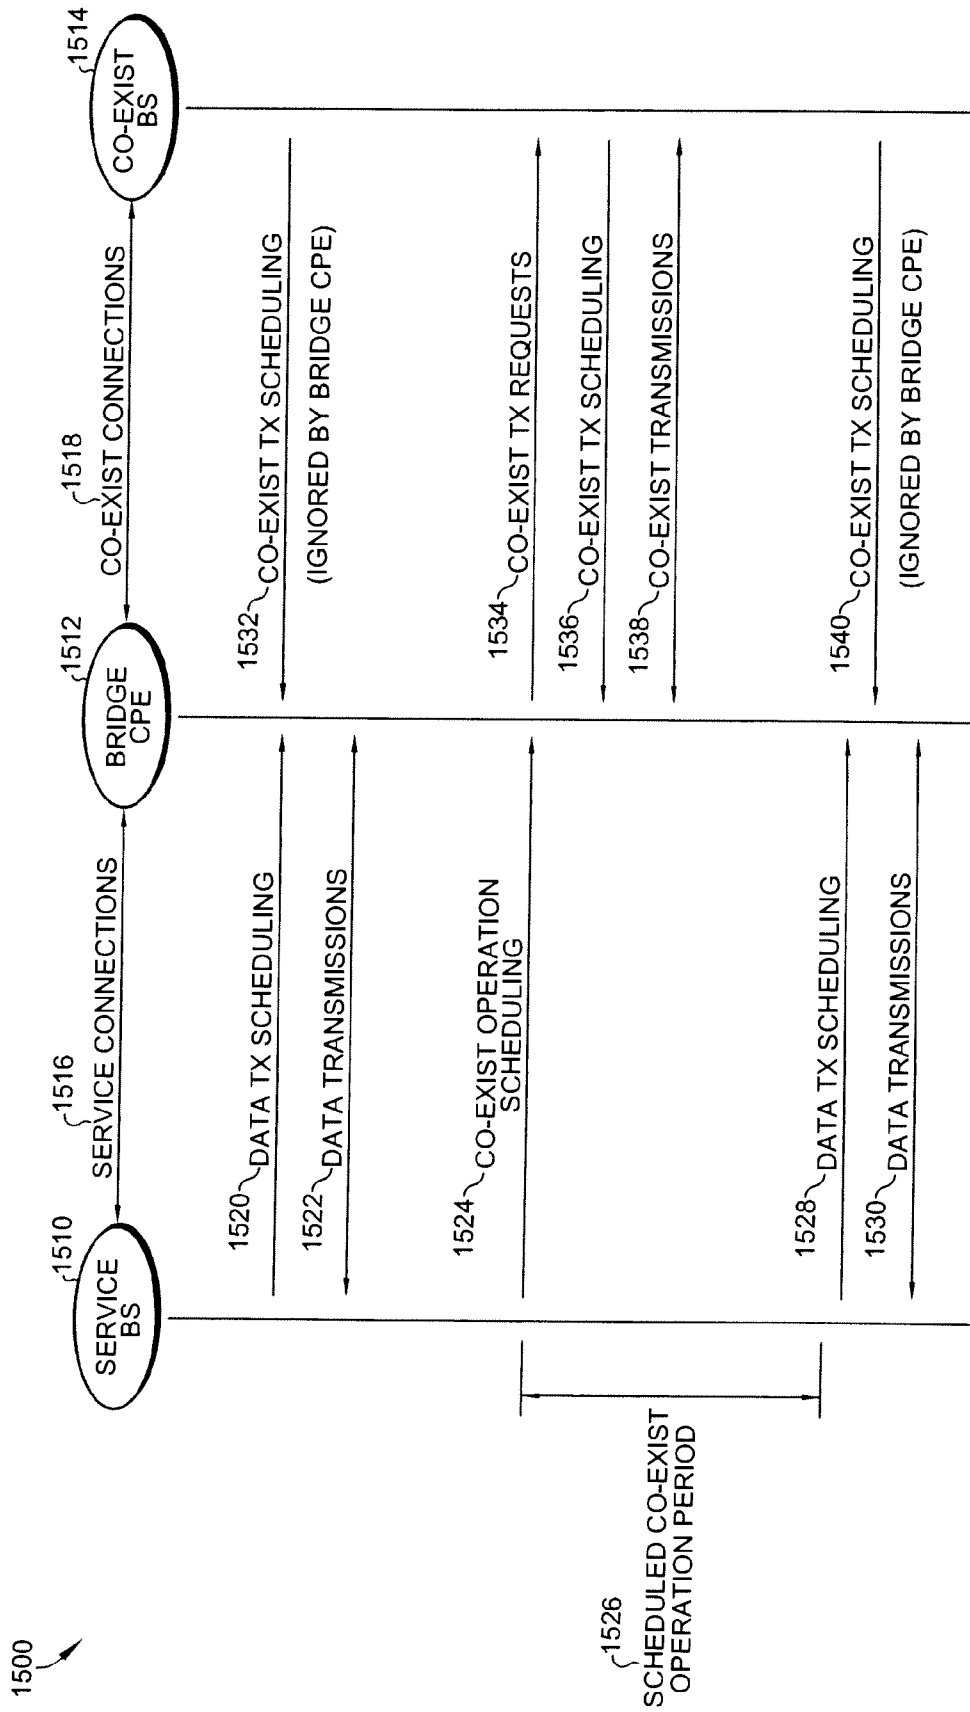 1500
SERVICE
BS
1510
SERVICE CONNECTIONS
1516
BRIDGE
CPE
1512
CO-EXIST CONNECTIONS
1518
CO-EXIST
BS
1514
1520 DATA TX SCHEDULING
1532 CO-EXIST TX SCHEDULING
(IGNORED BY BRIDGE CPE)
1522 DATA TRANSMISSIONS
1524 CO-EXIST OPERATION
SCHEDULING
1534 CO-EXIST TX REQUESTS
1536 CO-EXIST TX SCHEDULING
1538 CO-EXIST TRANSMISSIONS
1526
SCHEDULED CO-EXIST
OPERATION PERIOD
1528 DATA TX SCHEDULING
1540 CO-EXIST TX SCHEDULING
(IGNORED BY BRIDGE CPE)
1530 DATA TRANSMISSIONS